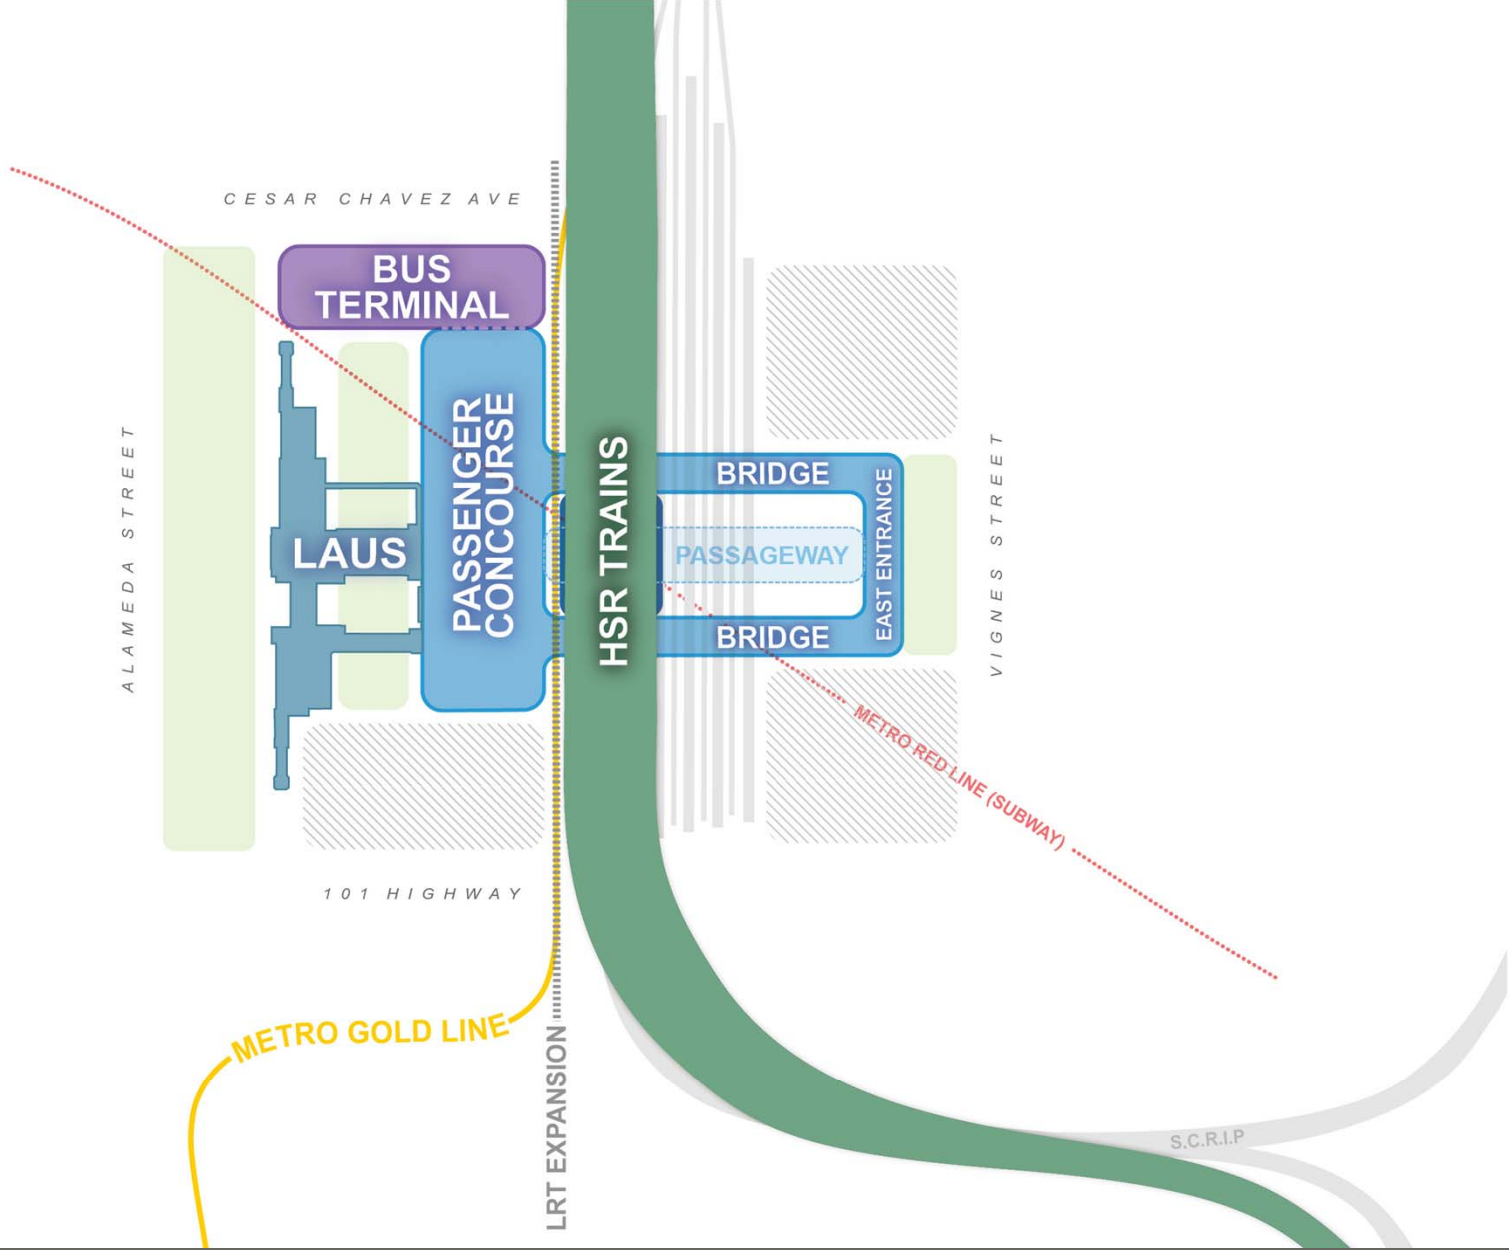 CESAR CHAVEZ AVE
BUS
TERMINAL
ALAMEDA STREET
LAUS
PASSENGER
CONCOURSE
HSR TRAINS
BRIDGE
PASSAGEWAY
BRIDGE
EAST ENTRANCE
VIGNES STREET
METRO RED LINE (SUBWAY)
101 HIGHWAY
METRO GOLD LINE
LRT EXPANSION
S.C.R.I.P